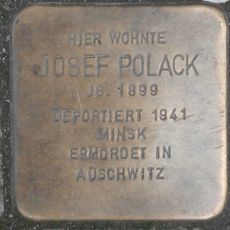 HIER WOHNTE
JOSEF POLACK
JG. 1899
DEPORTIERT 1941
MINSK
ERMORDET IN
AUSCHWITZ